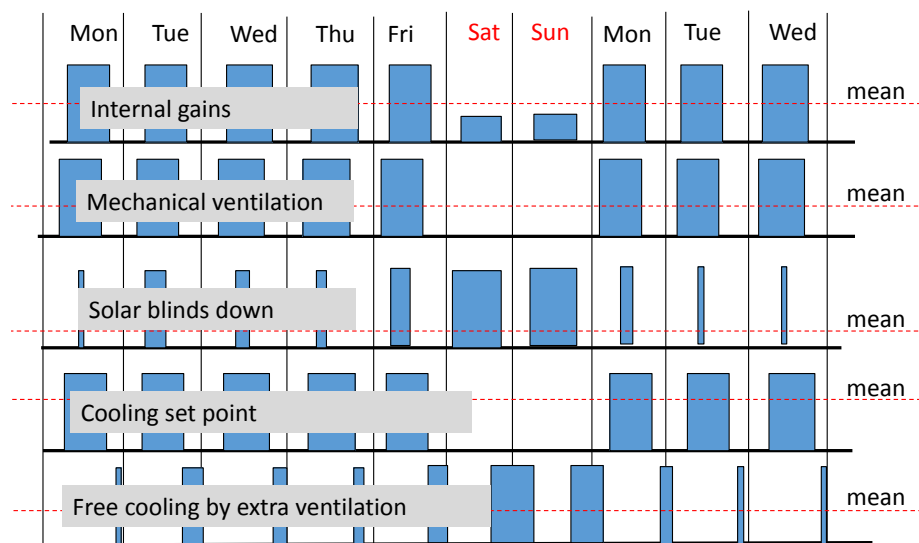 Mon Tue Wed Thu Fri Sat Sun Mon Tue Wed
Internal gains
mean
Mechanical ventilation
mean
Solar blinds down
mean
Cooling set point
mean
Free cooling by extra ventilation
mean